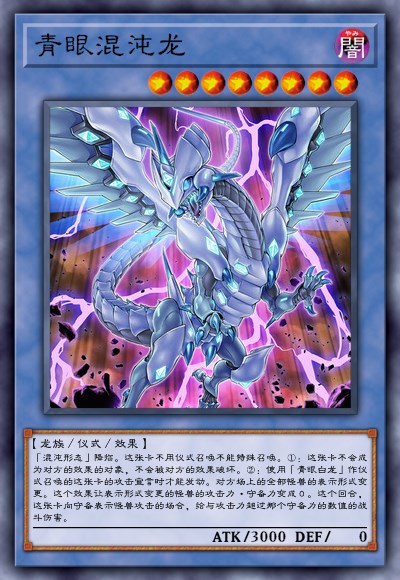 青眼混沌龙
やみ
闇
【龙族/仪式/效果】
「混沌形态」降临。这张卡不用仪式召唤不能特殊召唤。①：这张卡不会成
为对方的效果的对象，不会被对方的效果破坏。②：使用「青眼白龙」作仪
式召唤的这张卡的攻击宣言时才能发动。对方场上的全部怪兽的表示形式变
更。这个效果让表示形式变更的怪兽的攻击力·守备力变成0。这个回合，
这张卡向守备表示怪兽攻击的场合，给与攻击力超过那个守备力的数值的战
斗伤害。
ATK/3000 DEF/ 0